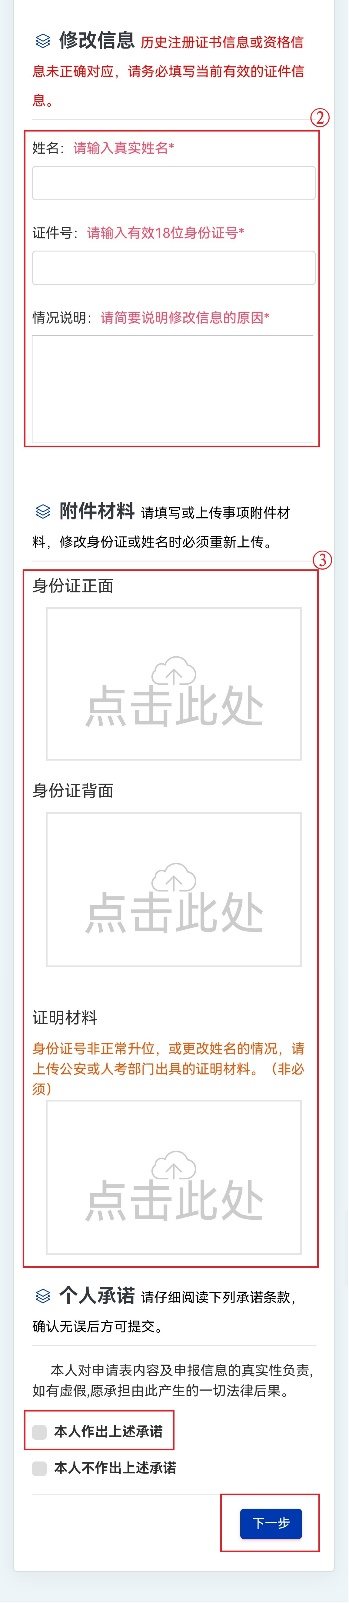 修改信息 历史注册证书信息或资格信
息未正确对应，请务必填写当前有效的证件信
息。
②
姓名：请输入真实姓名*
证件号：请输入有效18位身份证号*
情况说明：请简要说明修改信息的原因*
附件材料 请填写或上传事项附件材
料，修改身份证或姓名时必须重新上传。
③
身份证正面
点击此处
身份证背面
点击此处
证明材料
身份证号非正常升位，或更改姓名的情况，请
上传公安或人考部门出具的证明材料。（非必
须）
点击此处
个人承诺 请仔细阅读下列承诺条款，
确认无误后方可提交。
本人对申请表内容及申报信息的真实性负责,
如有虚假,愿承担由此产生的一切法律后果。
本人作出上述承诺
本人不作出上述承诺
下一步